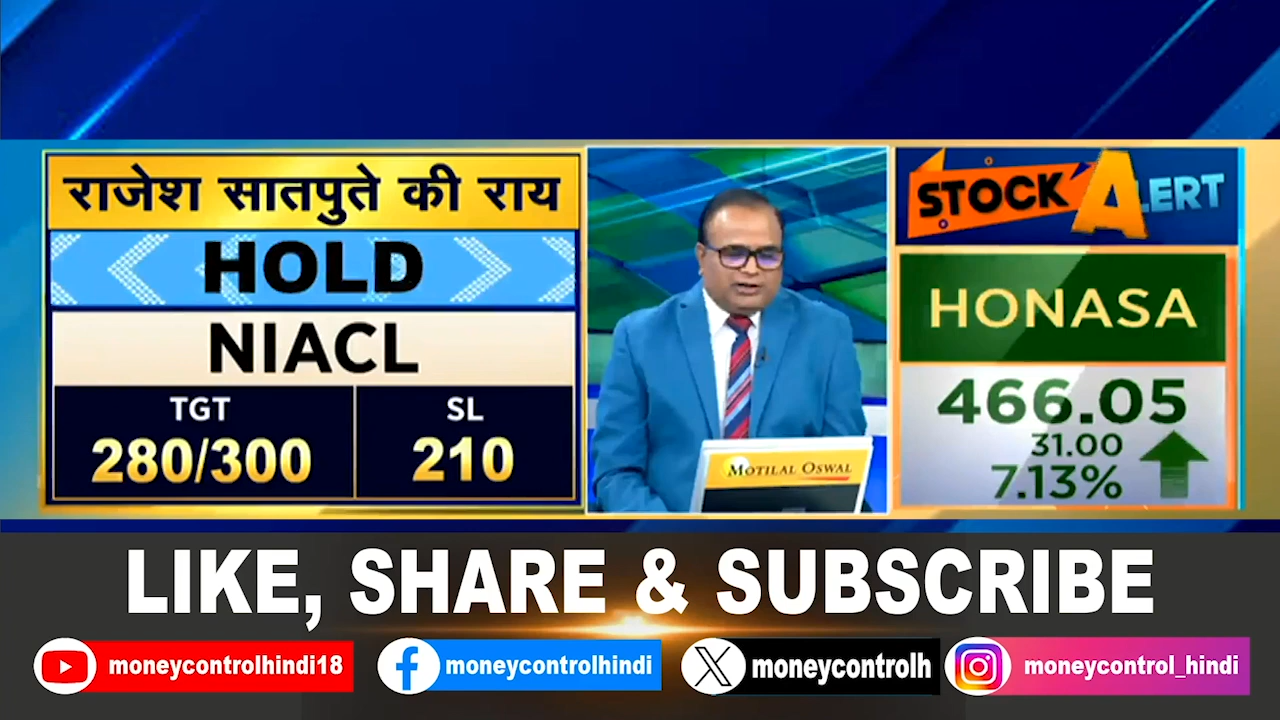 राजेश सातपुते की राय
HOLD
NIACL
TGT
280/300
SL
210
MOTILAL OSWAL
STOCK ALERT
HONASA
466.05
31.00
7.13%
LIKE, SHARE & SUBSCRIBE
moneycontrolhindi18
moneycontrolhindi
moneycontrolh
moneycontrol_hindi